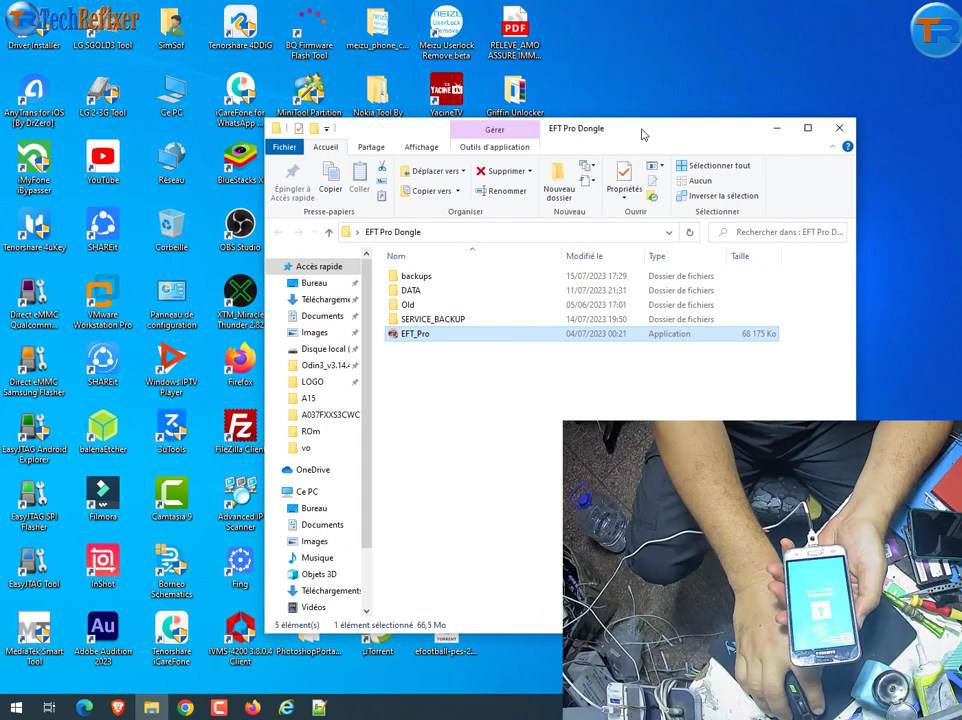 TR TechRefixer
Driver Installer
LG SGOLD3 Tool
SimSof
Tenorshare 4DDiG
BQ Firmware
Flash Tool
meizu_phone_c...
Meizu Userlock
Remove beta
PDF
RELEVE_AMO
ASSURE IMM...
TR
AnyTrans for iOS
[By DrZero]
LG 2-3G Tool
Ce PC
iCareFone for
WhatsApp ...
MiniTool Partition
Nokia Tool By
YACINE
TV
YacineTV
Griffin Unlocker
iMyFone
iBypasser
YouTube
Réseau
BlueStacks X
Tenorshare 4uKey
SHAREit
Corbeille
OBS Studio
Direct eMMC
Qualcomm...
VMware
Workstation Pro
Panneau de
configuration
XTM_Miracle
Thunder 2.82
Direct eMMC
Samsung Flasher
SHAREit
Windows IPTV
Player
Firefox
EasyJTAG Android
Explorer
balenaEtcher
3uTools
FileZilla Client
EasyJTAG SPI
Flasher
Filmora
Camtasia 9
Advanced IP
Scanner
EasyJTAG Tool
InShot
Borneo
Schematics
Fing
MediaTek Smart
Tool
Au
Adobe Audition
2023
Tenorshare
iCareFone
iVMS-4200 3.8.0.4
Client
PhotoshopPorta...
µTorrent
TORRENT
efootball-pes-2...
Gérer
EFT Pro Dongle
Fichier
Accueil
Partage
Affichage
Outils d'application
Épingler à
Accès rapide
Copier
Coller
Presse-papiers
Déplacer vers
Copier vers
Supprimer
Renommer
Organiser
Nouveau
dossier
Nouveau
Propriétés
Ouvrir
Sélectionner tout
Aucun
Inverser la sélection
Sélectionner
EFT Pro Dongle
Rechercher dans : EFT Pro D...
Nom
Modifié le
Type
Taille
backups 15/07/2023 17:29 Dossier de fichiers
DATA 11/07/2023 21:31 Dossier de fichiers
Old 05/06/2023 17:01 Dossier de fichiers
SERVICE_BACKUP 14/07/2023 19:50 Dossier de fichiers
EFT_Pro 04/07/2023 00:21 Application 68 175 Ko
Accès rapide
Bureau
Téléchargeme
Documents
Images
Disque local (
Odin3_v3.14.4
LOGO
A15
A037FXXS3CWC
ROm
vo
OneDrive
Ce PC
Bureau
Documents
Images
Musique
Objets 3D
Téléchargements
Vidéos
5 élément(s) 1 élément sélectionné 66,5 Mo
SAMSUNG